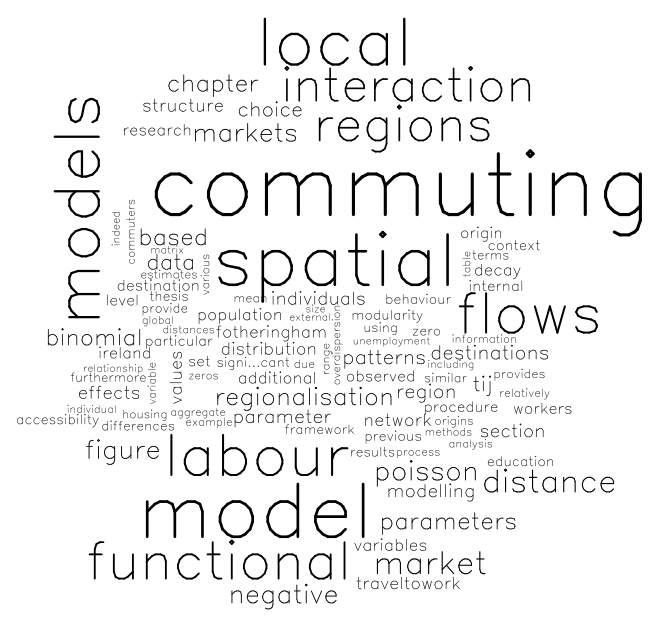 local
chapter interaction
structure choice
research markets regions
models
commuting
indeed
commuters
based
matrix
data
estimates
various
spatial
origin
context
table
terms
decay
internal
destination
level thesis
mean individuals behaviour
flows
provide
global
population
size
external.
modularity
distances
fotheringham
using zero
binomial particular
overdispersion
unemployment
information
ireland
distribution
range
patterns destinations
relationship
variable
values
set signi...cant due
including
furthermore
zeros
additional observed similar tij provides
effects
regionalisation region
relatively
individual
housing aggregate
parameter
procedure workers
accessibility
differences
example
framework
network origins
previous methods section
figure
labour
results process
analysis
poisson
education
modelling distance
model
parameters
functional
variables
market
traveltowork
negative